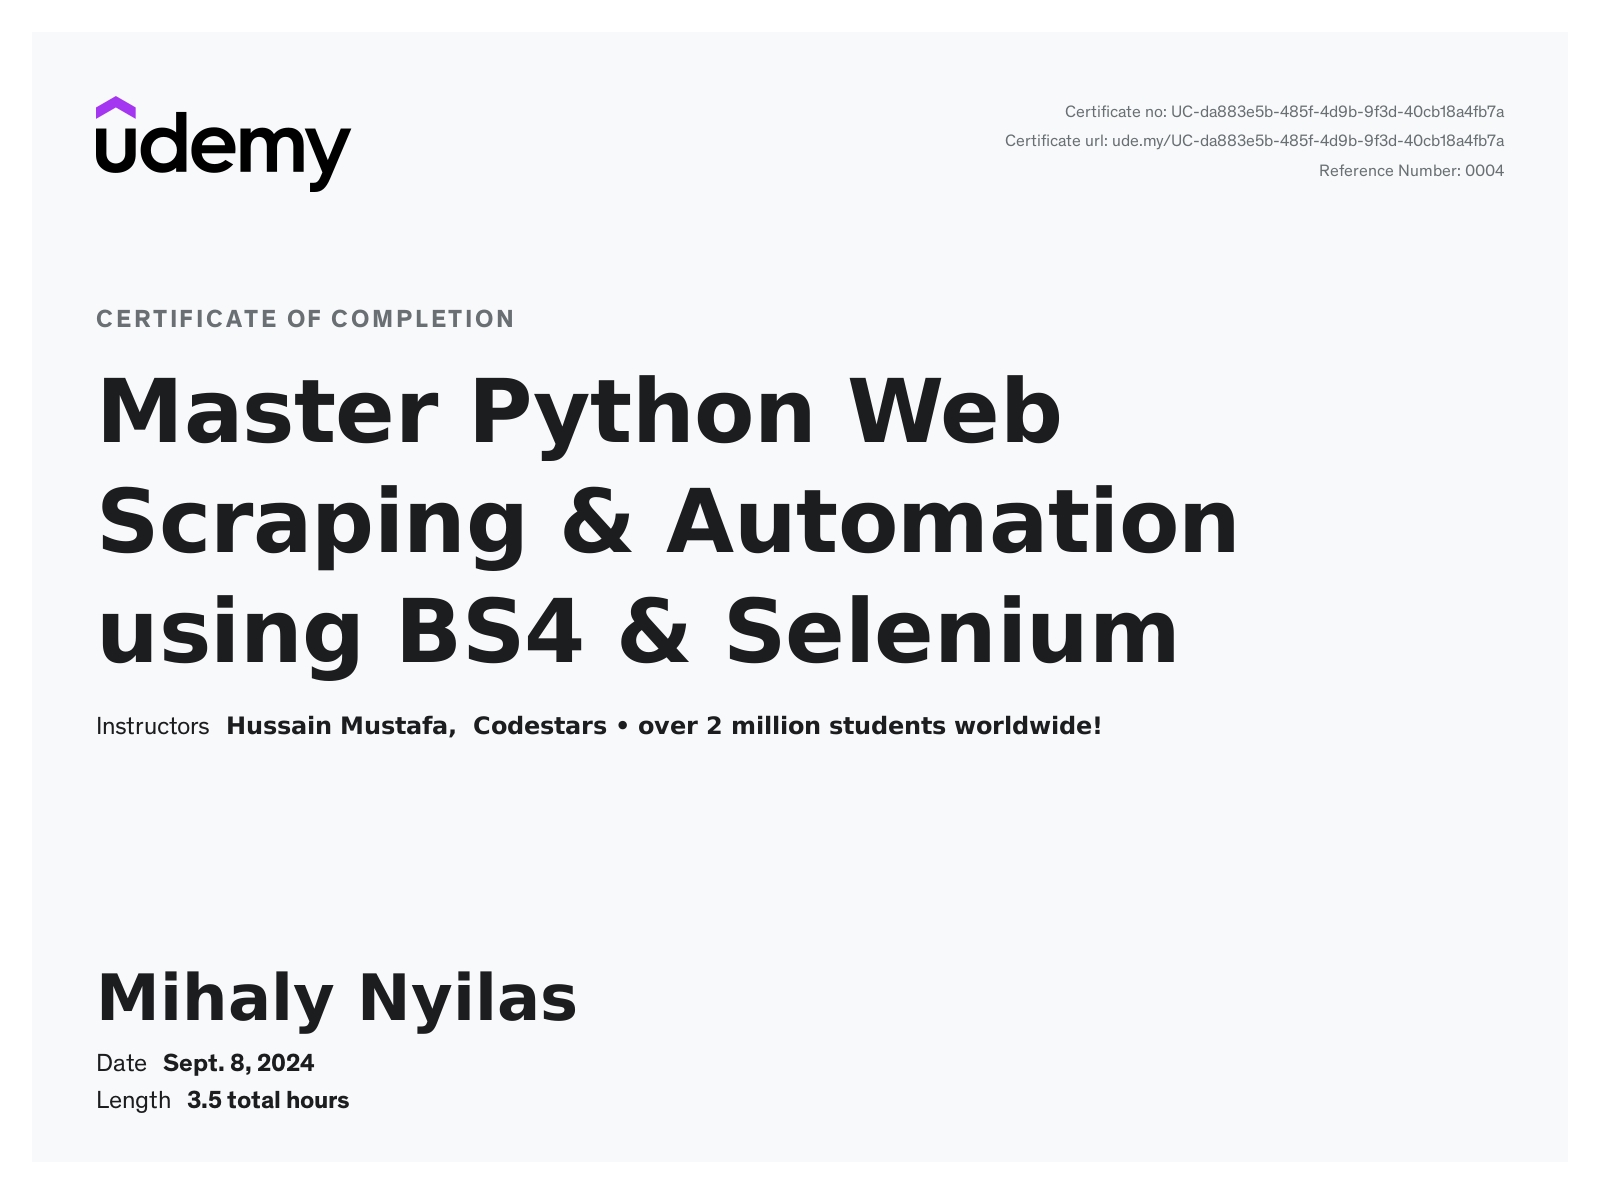 udemy
Certificate no: UC-da883e5b-485f-4d9b-9f3d-40cb18a4fb7a
Certificate url: ude.my/UC-da883e5b-485f-4d9b-9f3d-40cb18a4fb7a
Reference Number: 0004
CERTIFICATE OF COMPLETION
Master Python Web
Scraping & Automation
using BS4 & Selenium
Instructors Hussain Mustafa, Codestars • over 2 million students worldwide!
Mihaly Nyilas
Date Sept. 8, 2024
Length 3.5 total hours